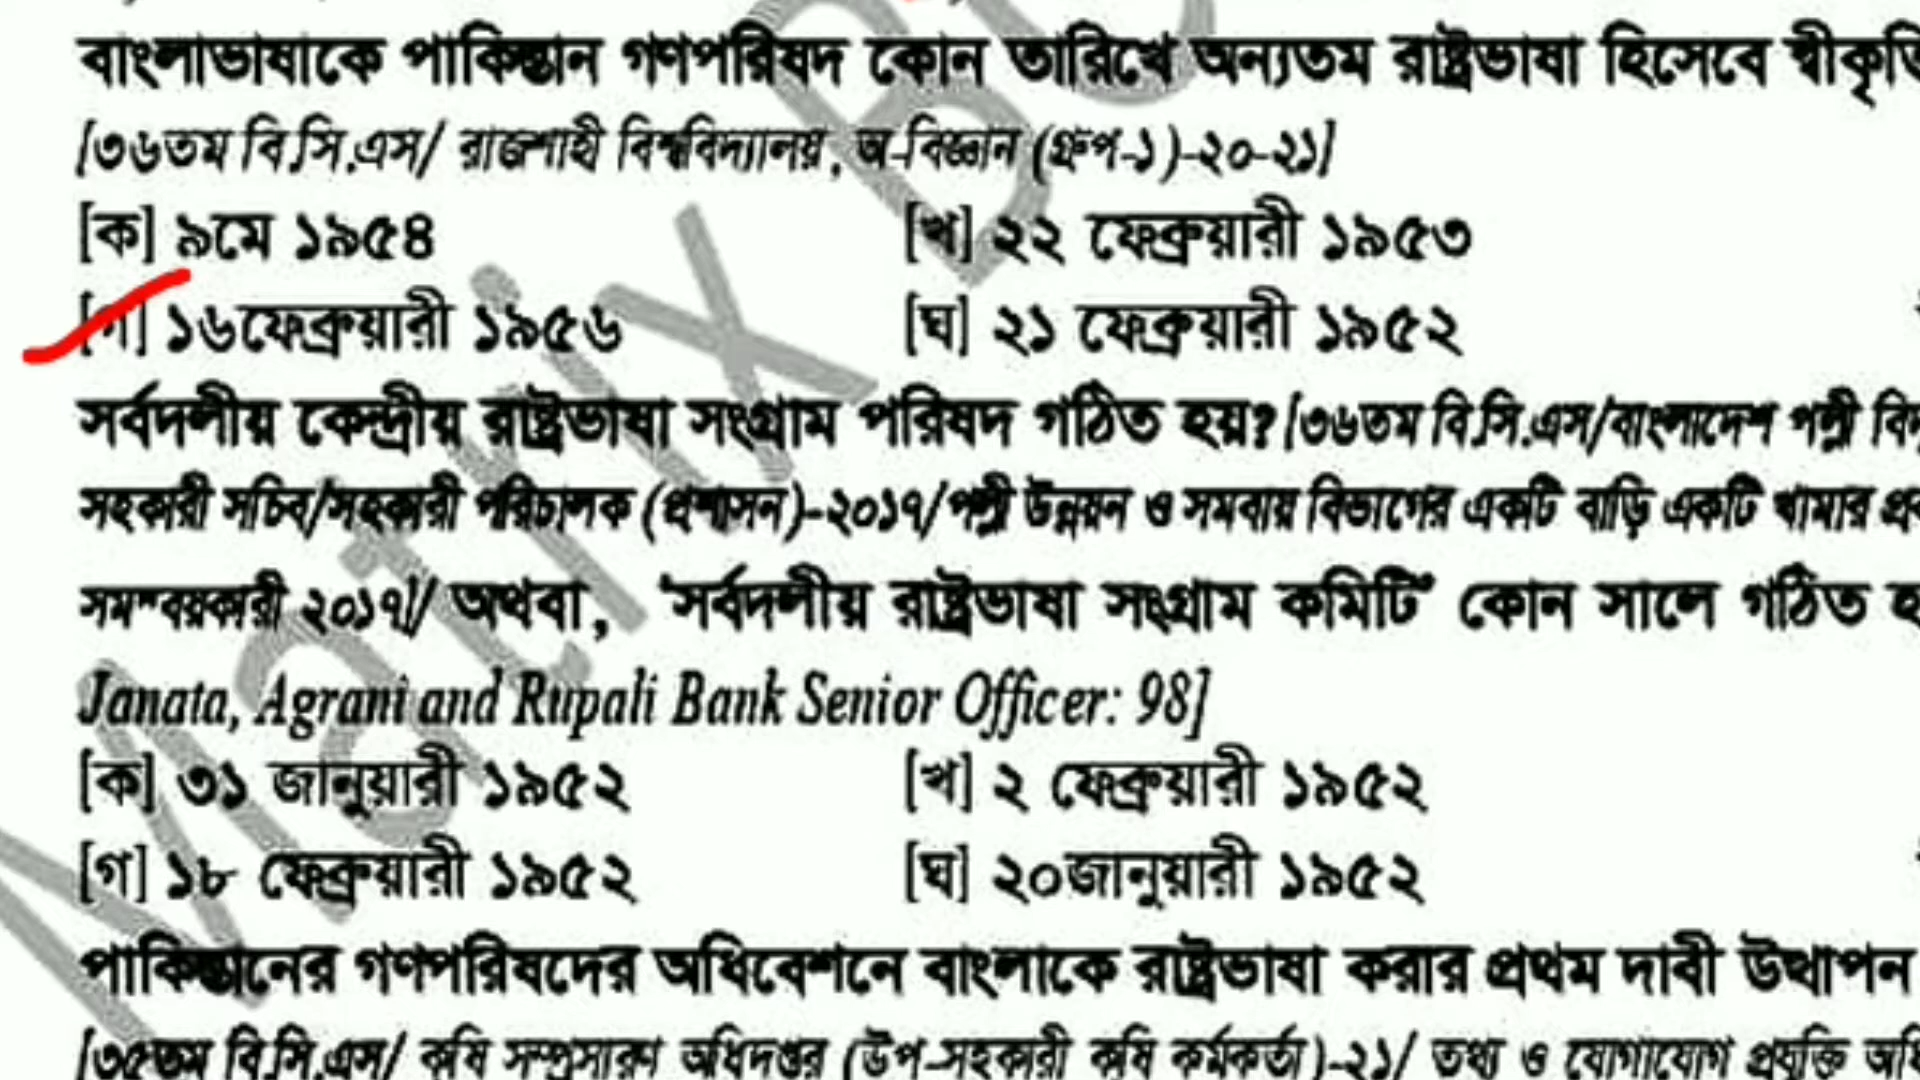 বাংলাভাষাকে পাকিস্তান গণপরিষদ কোন তারিখে অন্যতম রাষ্ট্রভাষা হিসেবে
[৩৬তম বি.সি.এস/ রাজশাহী বিশ্ববিদ্যালয়, অ-বিজ্ঞান (গ্রুপ-১)-২০-২১]
[ক] ৯মে ১৯৫৪ [খ] ২২ ফেব্রুয়ারী ১৯৫৩
[গ] ১৬ফেব্রুয়ারী ১৯৫৬ [ঘ] ২১ ফেব্রুয়ারী ১৯৫২
সর্বদলীয় কেন্দ্রীয় রাষ্ট্রভাষা সংগ্রাম পরিষদ গঠিত হয়? [৩৬তম বি.সি.এস/বাংলাদেশ পল্লী
সহকারী সচিব/সহকারী পরিচালক (প্রশাসন)-২০১৭/পল্লী উন্নয়ন ও সমবায় বিভাগের একটি বাড়ি একটি খামার
সমন্বয়কারী ২০১৭]/ অথবা, 'সর্বদলীয় রাষ্ট্রভাষা সংগ্রাম কমিটি' কোন সালে গঠিত
Janata, Agrani and Rupali Bank Senior Officer: 98]
[ক] ৩১ জানুয়ারী ১৯৫২ [খ] ২ ফেব্রুয়ারী ১৯৫২
[গ] ১৮ ফেব্রুয়ারী ১৯৫২ [ঘ] ২০জানুয়ারী ১৯৫২
পাকিস্তানের গণপরিষদের অধিবেশনে বাংলাকে রাষ্ট্রভাষা করার প্রথম দাবী উত্থাপন
[৩৫তম বি.সি.এস/ কৃষি সম্প্রসারণ অধিদপ্তর (উপ-সহকারী কৃষি কর্মকর্তা)-২১/ তথ্য ও যোগাযোগ প্রযুক্তি
Matrix